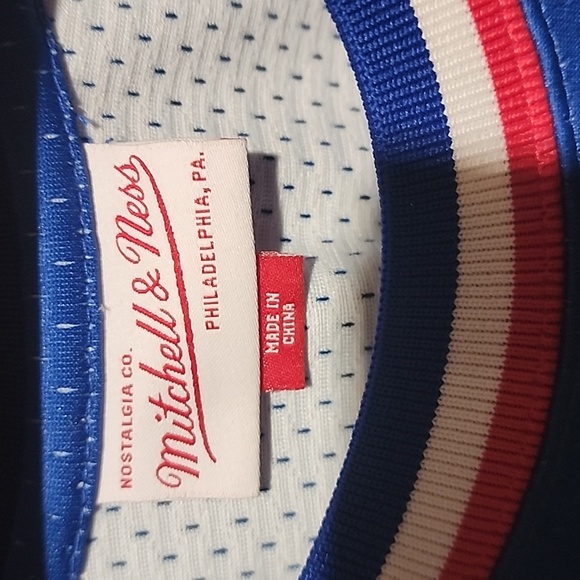 NOSTALGIA CO.
Mitchell & Ness
PHILADELPHIA, PA.
MADE IN
CHINA